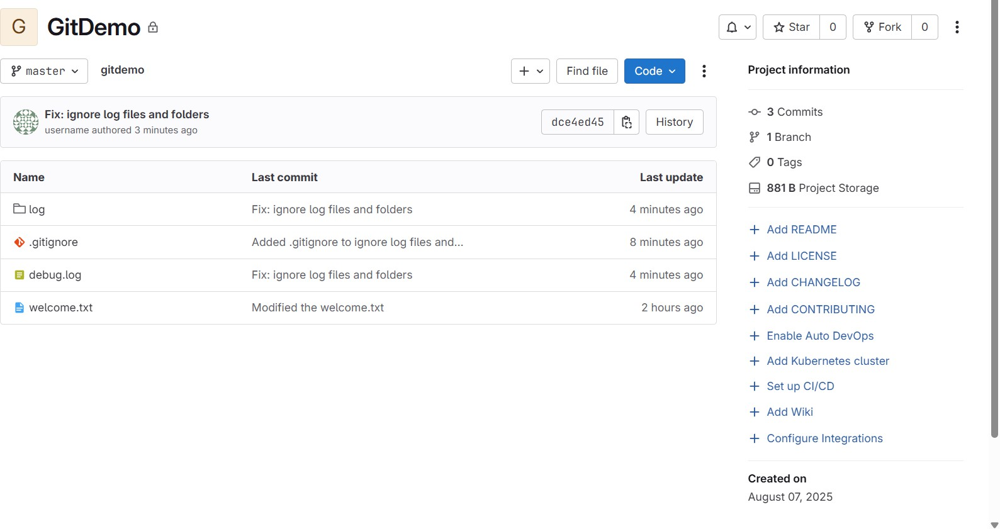 G
GitDemo
Star 0
Fork 0
master
gitdemo
Find file
Code
Fix: ignore log files and folders
username authored 3 minutes ago
dce4ed45
History
Name Last commit Last update
log Fix: ignore log files and folders 4 minutes ago
.gitignore Added .gitignore to ignore log files and... 8 minutes ago
debug.log Fix: ignore log files and folders 4 minutes ago
welcome.txt Modified the welcome.txt 2 hours ago
Project information
3 Commits
1 Branch
0 Tags
881 B Project Storage
Add README
Add LICENSE
Add CHANGELOG
Add CONTRIBUTING
Enable Auto DevOps
Add Kubernetes cluster
Set up CI/CD
Add Wiki
Configure Integrations
Created on
August 07, 2025